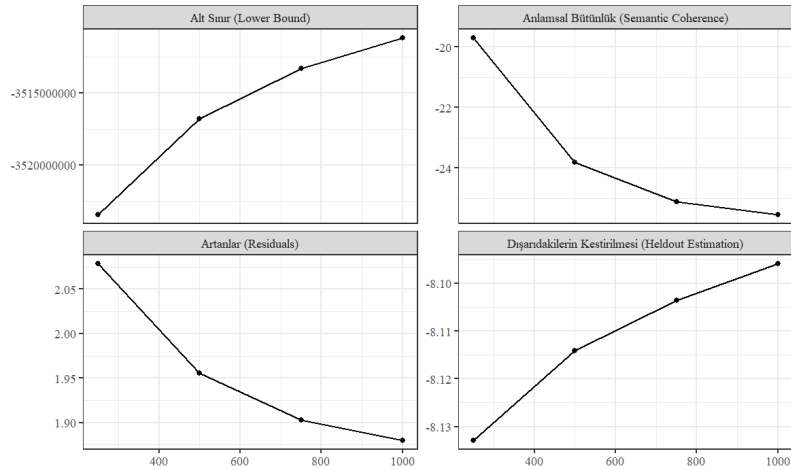 Alt Sınır (Lower Bound)
Anlamsal Bütünlük (Semantic Coherence)
-3515000000
-3520000000
-20
-22
-24
Artanlar (Residuals)
Dışarıdakilerin Kestirilmesi (Heldout Estimation)
2.05
2.00
1.95
1.90
-8.10
-8.11
-8.12
-8.13
400 600 800 1000
400 600 800 1000